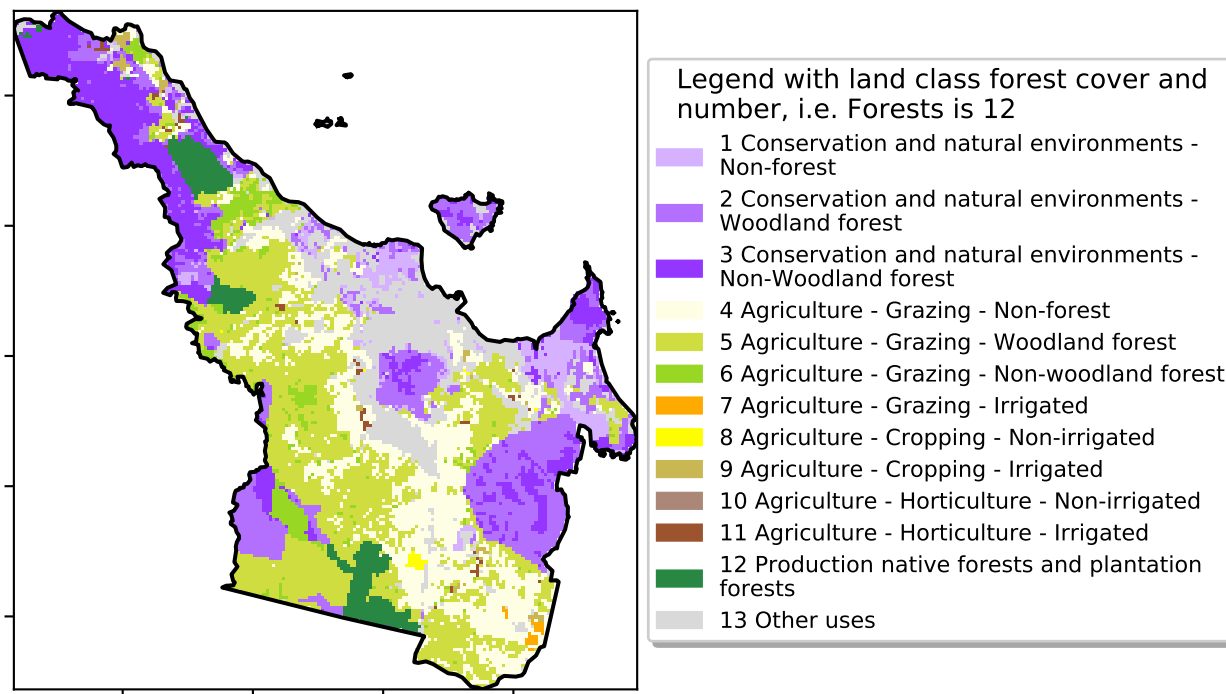 Legend with land class forest cover and
number, i.e. Forests is 12
1 Conservation and natural environments -
Non-forest
2 Conservation and natural environments -
Woodland forest
3 Conservation and natural environments -
Non-Woodland forest
4 Agriculture - Grazing - Non-forest
5 Agriculture - Grazing - Woodland forest
6 Agriculture - Grazing - Non-woodland forest
7 Agriculture - Grazing - Irrigated
8 Agriculture - Cropping - Non-irrigated
9 Agriculture - Cropping - Irrigated
10 Agriculture - Horticulture - Non-irrigated
11 Agriculture - Horticulture - Irrigated
12 Production native forests and plantation
forests
13 Other uses